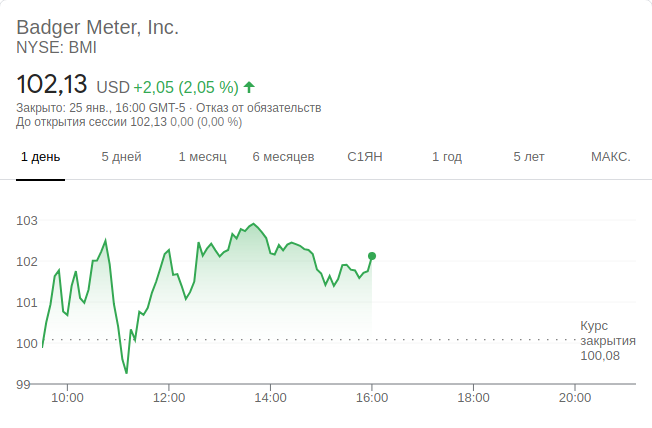 Badger Meter, Inc.
NYSE: BMI
102,13 USD +2,05 (2,05 %)
Закрыто: 25 янв., 16:00 GMT-5 · Отказ от обязательств
До открытия сессии 102,13 0,00 (0,00 %)
1 день 5 дней 1 месяц 6 месяцев С1ЯН 1 год 5 лет МАКС.
103
102
101
100
99
Курс
закрытия
100,08
10:00 12:00 14:00 16:00 18:00 20:00